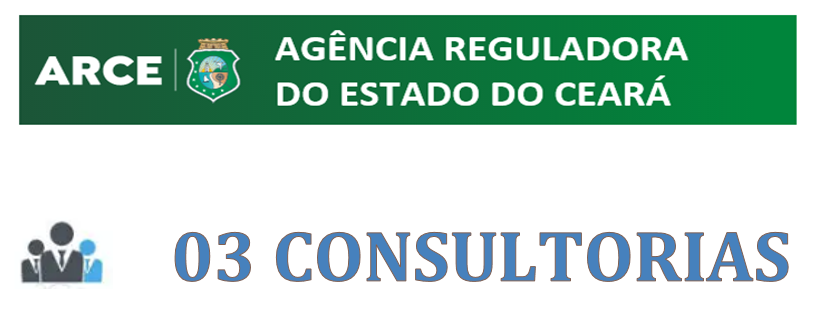 ARCE
AGÊNCIA REGULADORA
DO ESTADO DO CEARÁ
03 CONSULTORIAS